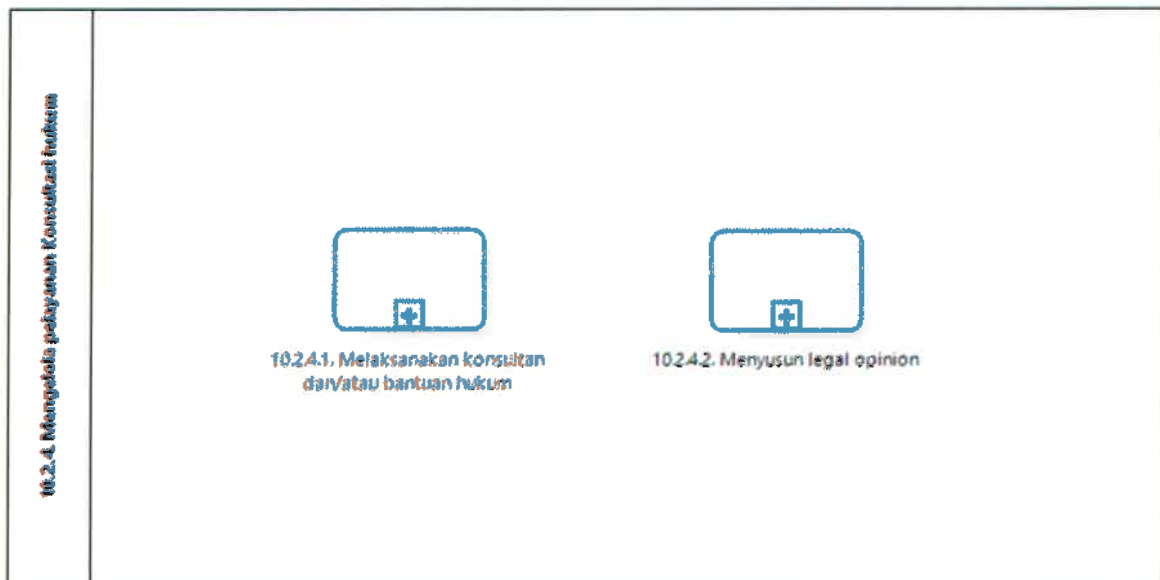 10.2.4. Mengelola pelayanan Konsultasi hukum
10.2.4.1. Melaksanakan konsultan
dan/atau bantuan hukum
10.2.4.2. Menyusun legal opinion